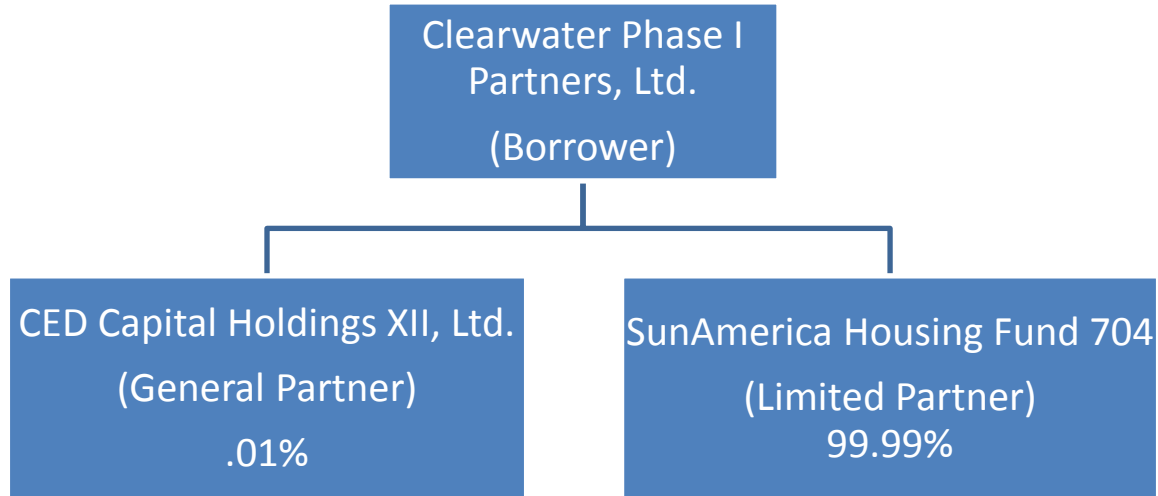 Clearwater Phase I
Partners, Ltd.
(Borrower)
CED Capital Holdings XII, Ltd.
(General Partner)
.01%
SunAmerica Housing Fund 704
(Limited Partner)
99.99%